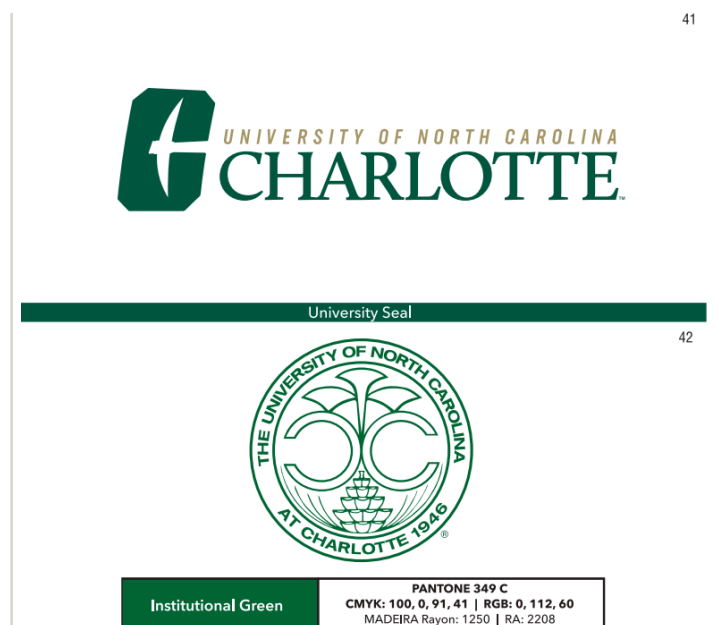 41
UNIVERSITY OF NORTH CAROLINA
CHARLOTTE™
University Seal
42
THE UNIVERSITY OF NORTH CAROLINA
AT CHARLOTTE 1946
®
Institutional Green
PANTONE 349 C
CMYK: 100, 0, 91, 41 | RGB: 0, 112, 60
MADEIRA Rayon: 1250 | RA: 2208